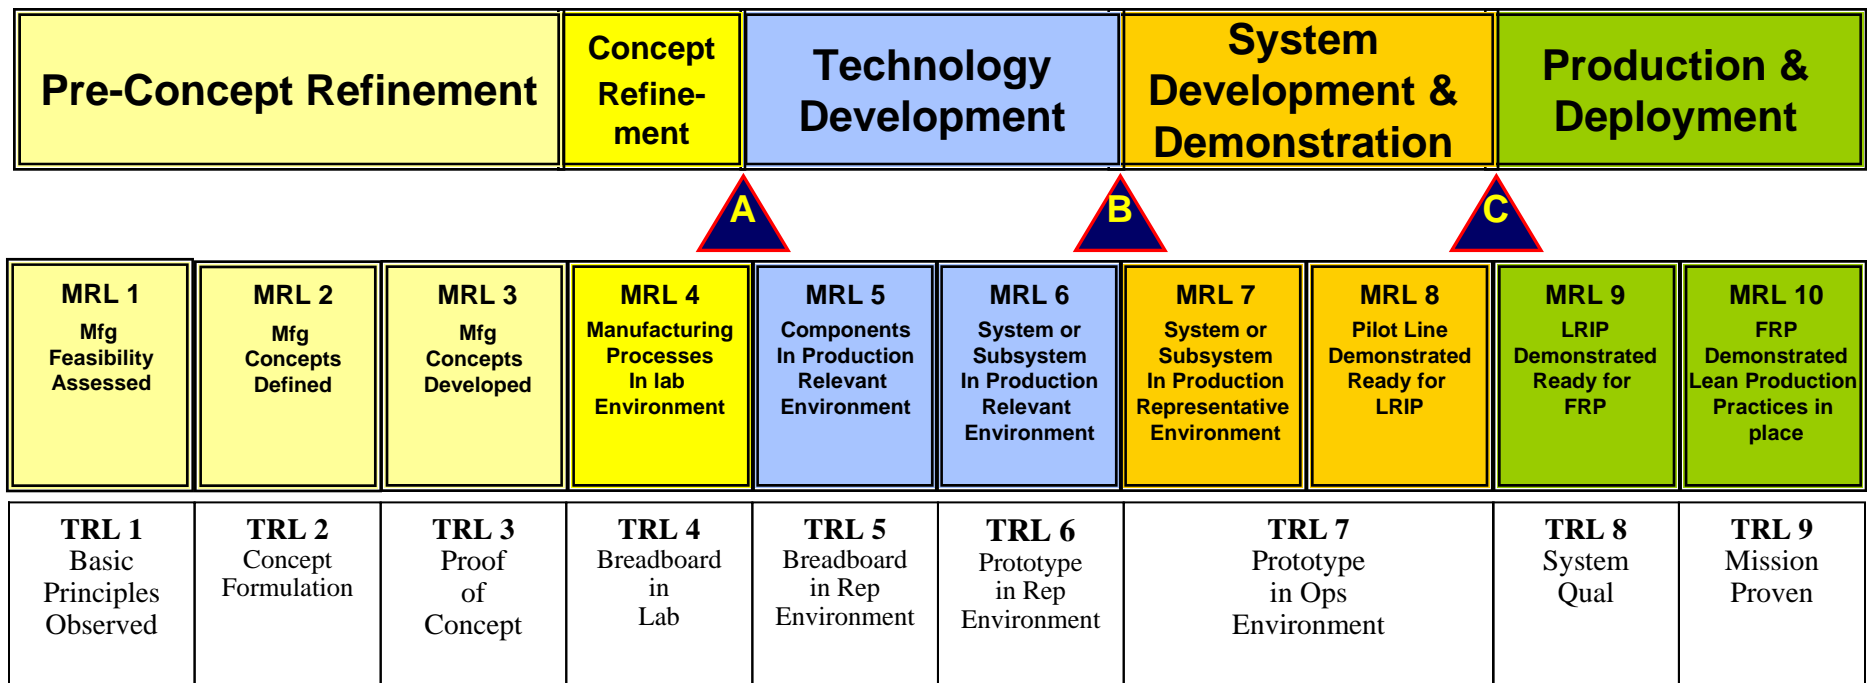 Pre-Concept Refinement
Concept
Refine-
ment
Technology
Development
System
Development &
Demonstration
Production &
Deployment
A
B
C
MRL 1
Mfg
Feasibility
Assessed
MRL 2
Mfg
Concepts
Defined
MRL 3
Mfg
Concepts
Developed
MRL 4
Manufacturing
Processes
In lab
Environment
MRL 5
Components
In Production
Relevant
Environment
MRL 6
System or
Subsystem
In Production
Relevant
Environment
MRL 7
System or
Subsystem
In Production
Representative
Environment
MRL 8
Pilot Line
Demonstrated
Ready for
LRIP
MRL 9
LRIP
Demonstrated
Ready for
FRP
MRL 10
FRP
Demonstrated
Lean Production
Practices in
place
TRL 1
Basic
Principles
Observed
TRL 2
Concept
Formulation
TRL 3
Proof
of
Concept
TRL 4
Breadboard
in
Lab
TRL 5
Breadboard
in Rep
Environment
TRL 6
Prototype
in Rep
Environment
TRL 7
Prototype
in Ops
Environment
TRL 8
System
Qual
TRL 9
Mission
Proven